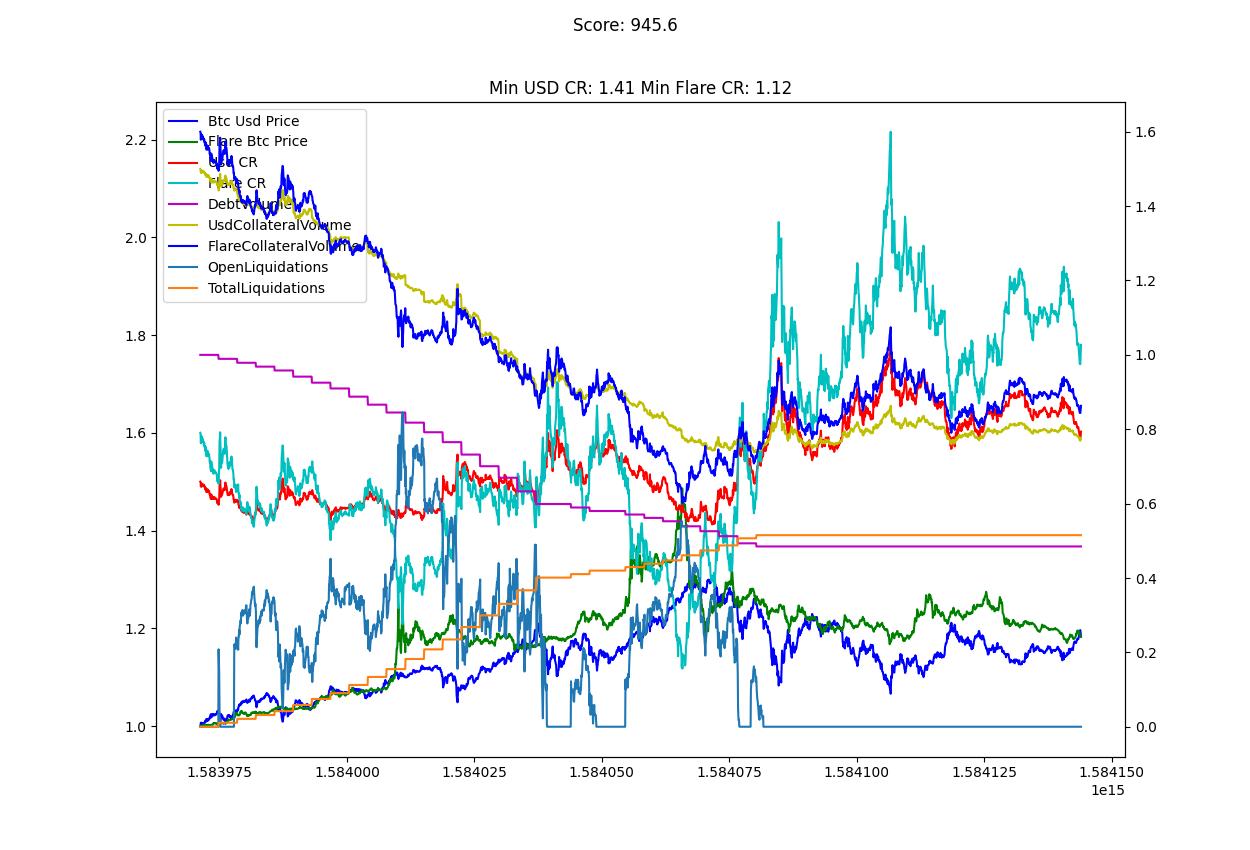 Score: 945.6
Min USD CR: 1.41 Min Flare CR: 1.12
Btc Usd Price
Flare Btc Price
Usd CR
Flare CR
DebtVolume
UsdCollateralVolume
FlareCollateralVolume
OpenLiquidations
TotalLiquidations
2.2
2.0
1.8
1.6
1.4
1.2
1.0
1.6
1.4
1.2
1.0
0.8
0.6
0.4
0.2
0.0
1.583975 1.584000 1.584025 1.584050 1.584075 1.584100 1.584125 1.584150
1e15